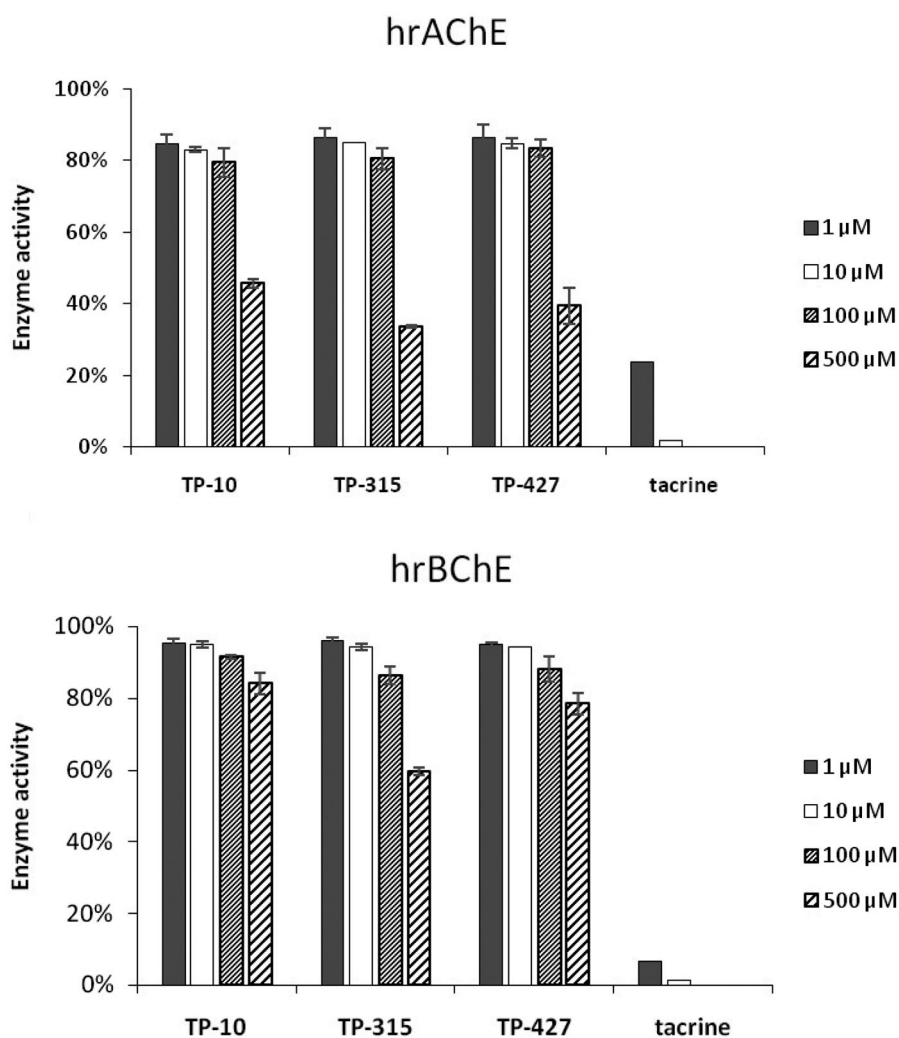 hrAChE
100%
80%
60%
40%
20%
0%
Enzyme activity
TP-10 TP-315 TP-427 tacrine
1 µM
10 µM
100 µM
500 µM
hrBChE
100%
80%
60%
40%
20%
0%
Enzyme activity
TP-10 TP-315 TP-427 tacrine
1 µM
10 µM
100 µM
500 µM